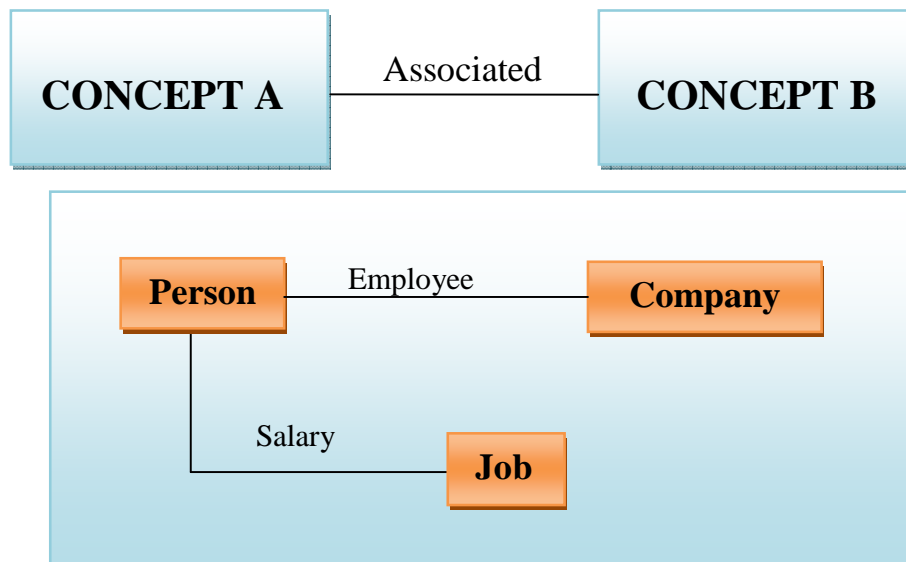 Associated
CONCEPT A
CONCEPT B
Employee
Person
Company
Salary
Job